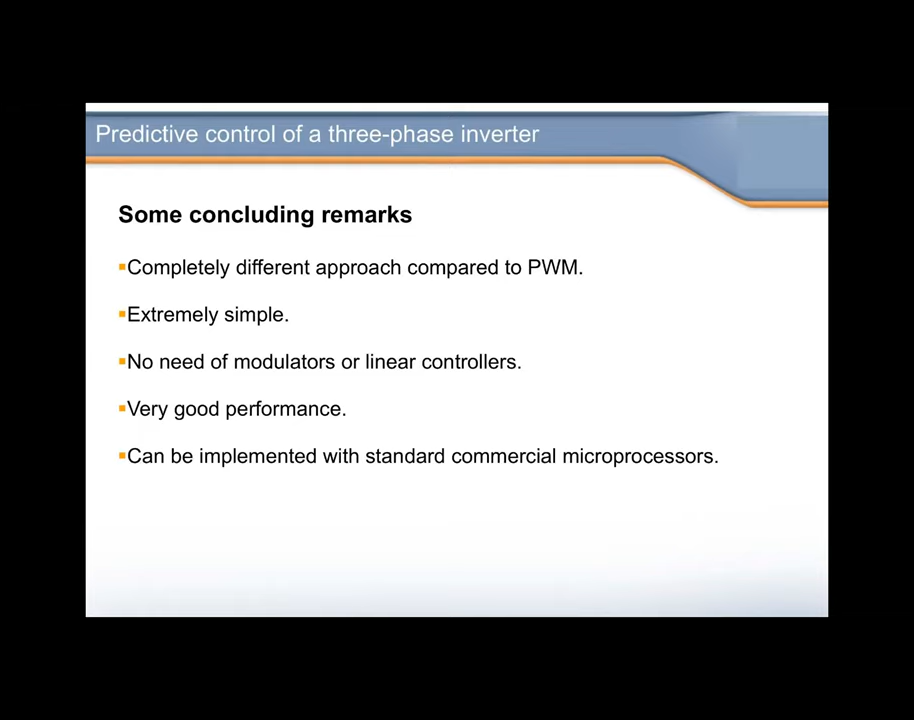 Predictive control of a three-phase inverter
Some concluding remarks
▪Completely different approach compared to PWM.
▪Extremely simple.
▪No need of modulators or linear controllers.
▪Very good performance.
▪Can be implemented with standard commercial microprocessors.